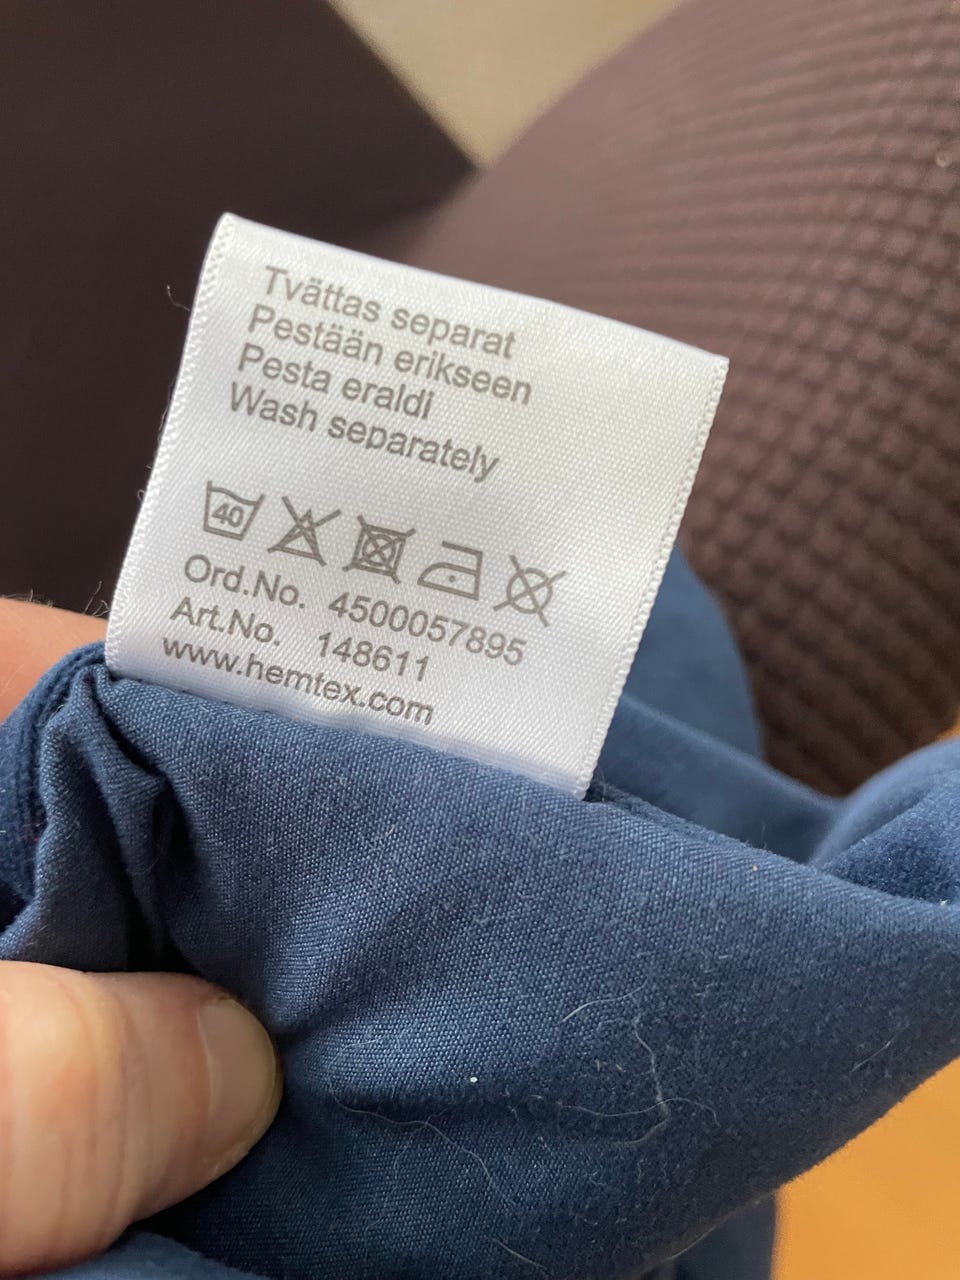 Tvättas separat
Pestään erikseen
Pesta eraldi
Wash separately
40
Ord.No. 4500057895
Art.No. 148611
www.hemtex.com